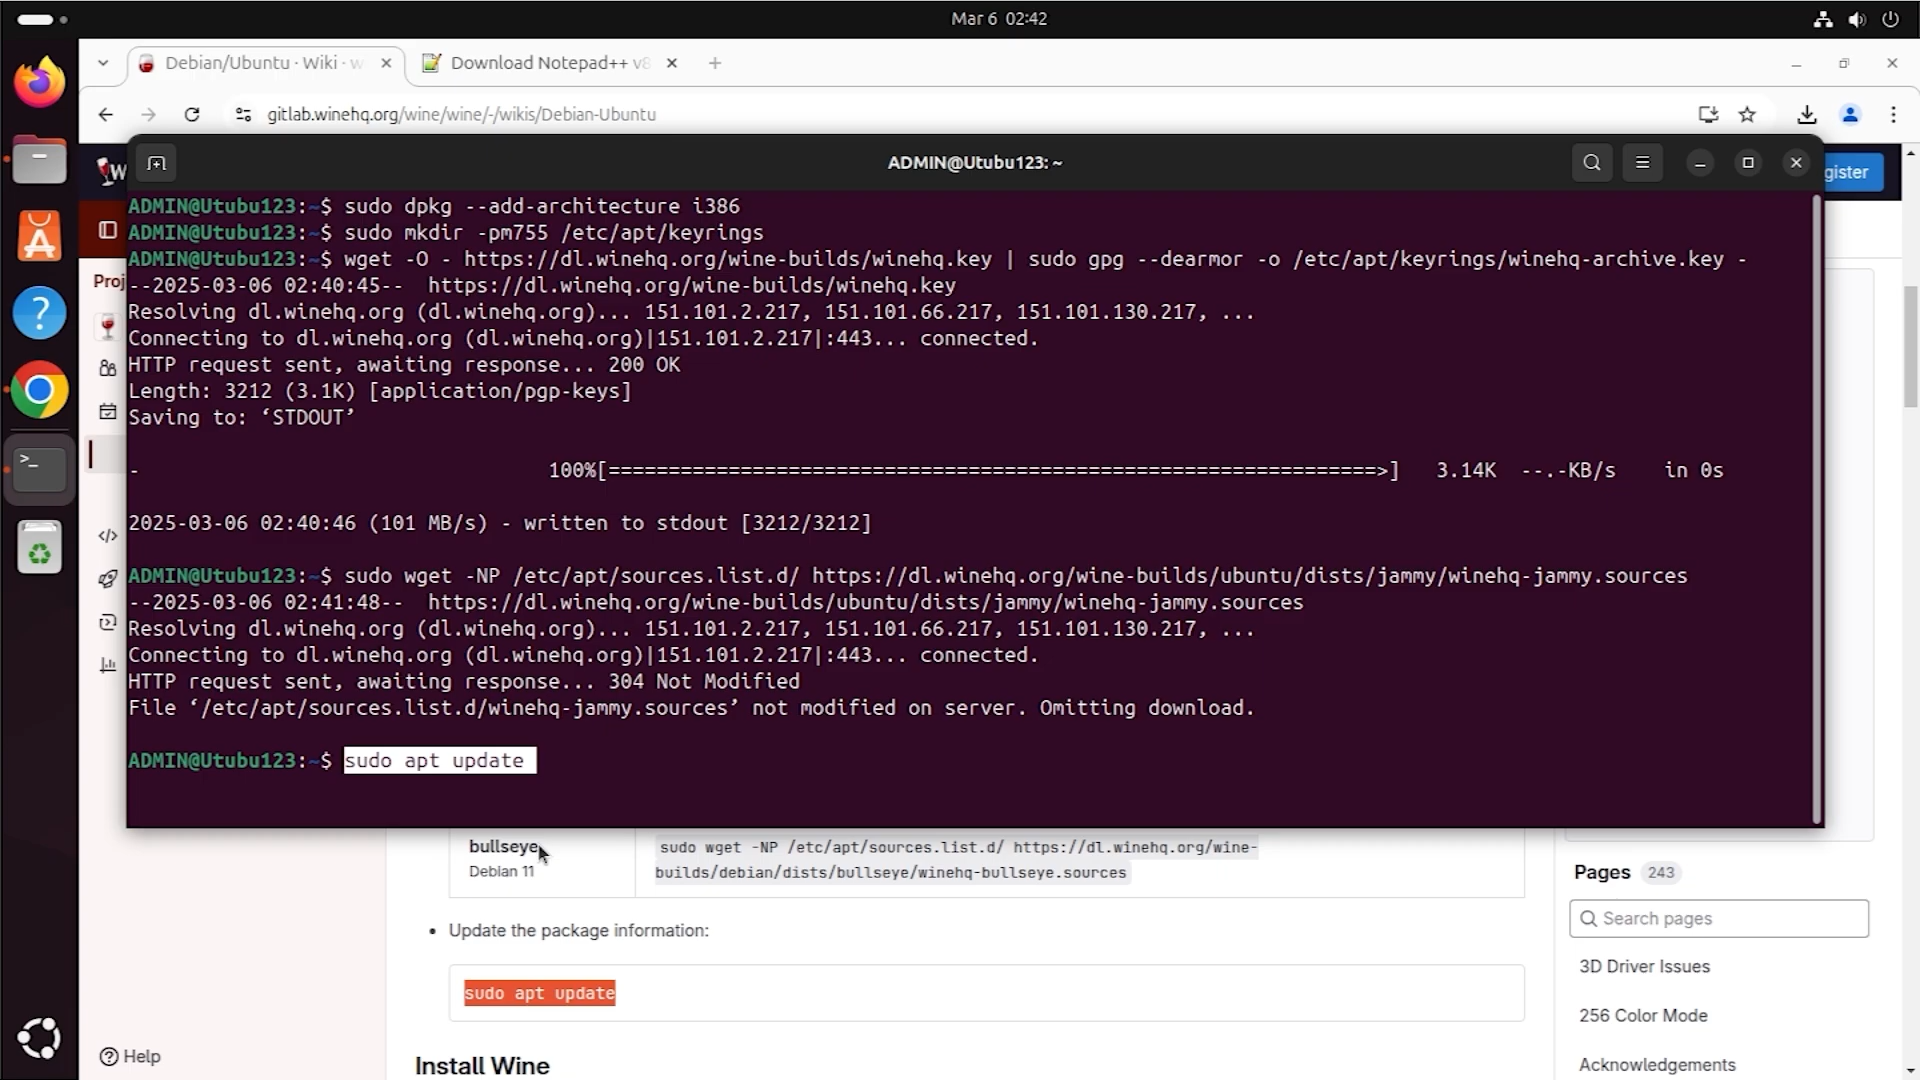 Mar 6 02:42
Debian/Ubuntu · Wiki · w
Download Notepad++ v8
gitlab.winehq.org/wine/wine/-/wikis/Debian-Ubuntu
W
gister
ADMIN@Utubu123: ~
ADMIN@Utubu123:~$ sudo dpkg --add-architecture i386
ADMIN@Utubu123:~$ sudo mkdir -pm755 /etc/apt/keyrings
ADMIN@Utubu123:~$ wget -O - https://dl.winehq.org/wine-builds/winehq.key | sudo gpg --dearmor -o /etc/apt/keyrings/winehq-archive.key -
--2025-03-06 02:40:45--  https://dl.winehq.org/wine-builds/winehq.key
Resolving dl.winehq.org (dl.winehq.org)... 151.101.2.217, 151.101.66.217, 151.101.130.217, ...
Connecting to dl.winehq.org (dl.winehq.org)|151.101.2.217|:443... connected.
HTTP request sent, awaiting response... 200 OK
Length: 3212 (3.1K) [application/pgp-keys]
Saving to: ‘STDOUT’
- 100%[================================================================>] 3.14K --.-KB/s in 0s
2025-03-06 02:40:46 (101 MB/s) - written to stdout [3212/3212]
ADMIN@Utubu123:~$ sudo wget -NP /etc/apt/sources.list.d/ https://dl.winehq.org/wine-builds/ubuntu/dists/jammy/winehq-jammy.sources
--2025-03-06 02:41:48--  https://dl.winehq.org/wine-builds/ubuntu/dists/jammy/winehq-jammy.sources
Resolving dl.winehq.org (dl.winehq.org)... 151.101.2.217, 151.101.66.217, 151.101.130.217, ...
Connecting to dl.winehq.org (dl.winehq.org)|151.101.2.217|:443... connected.
HTTP request sent, awaiting response... 304 Not Modified
File ‘/etc/apt/sources.list.d/winehq-jammy.sources’ not modified on server. Omitting download.
ADMIN@Utubu123:~$ sudo apt update
Proj
Help
bullseye
Debian 11
sudo wget -NP /etc/apt/sources.list.d/ https://dl.winehq.org/wine-
builds/debian/dists/bullseye/winehq-bullseye.sources
• Update the package information:
sudo apt update
Install Wine
Pages 243
Search pages
3D Driver Issues
256 Color Mode
Acknowledgements